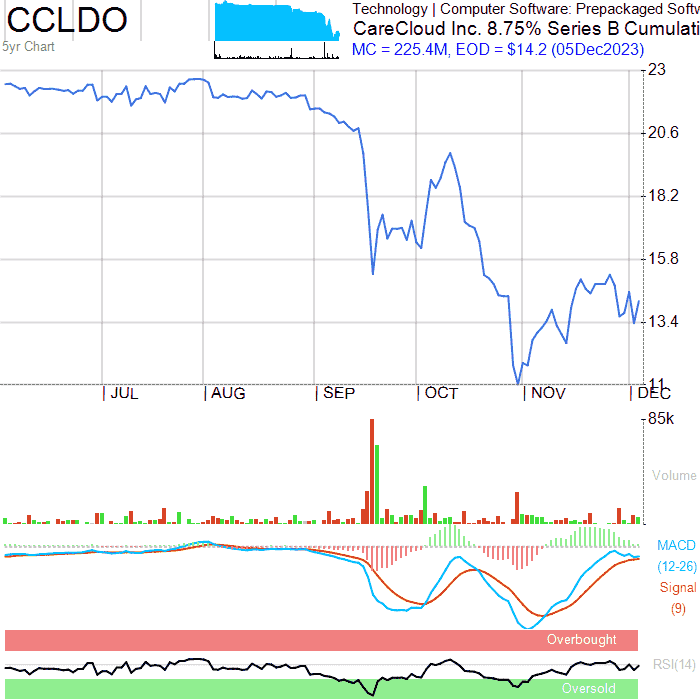 CCLDO
5yr Chart
Technology | Computer Software: Prepackaged Softw
CareCloud Inc. 8.75% Series B Cumulati
MC = 225.4M, EOD = $14.2 (05Dec2023)
23
20.6
18.2
15.8
13.4
11
JUL AUG SEP OCT NOV DEC
85k
Volume
MACD
(12-26)
Signal
(9)
Overbought
RSI(14)
Oversold